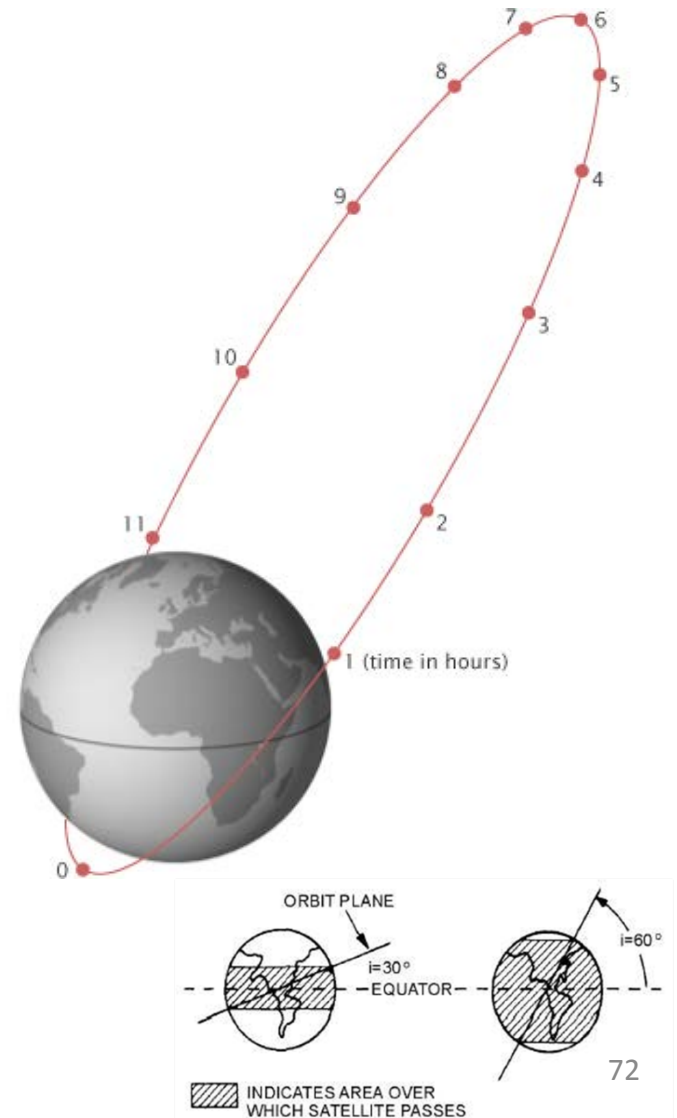 7
6
8
5
4
9
3
10
2
11
1 (time in hours)
0
ORBIT PLANE
i=30°
EQUATOR
i=60°
72
INDICATES AREA OVER
WHICH SATELLITE PASSES